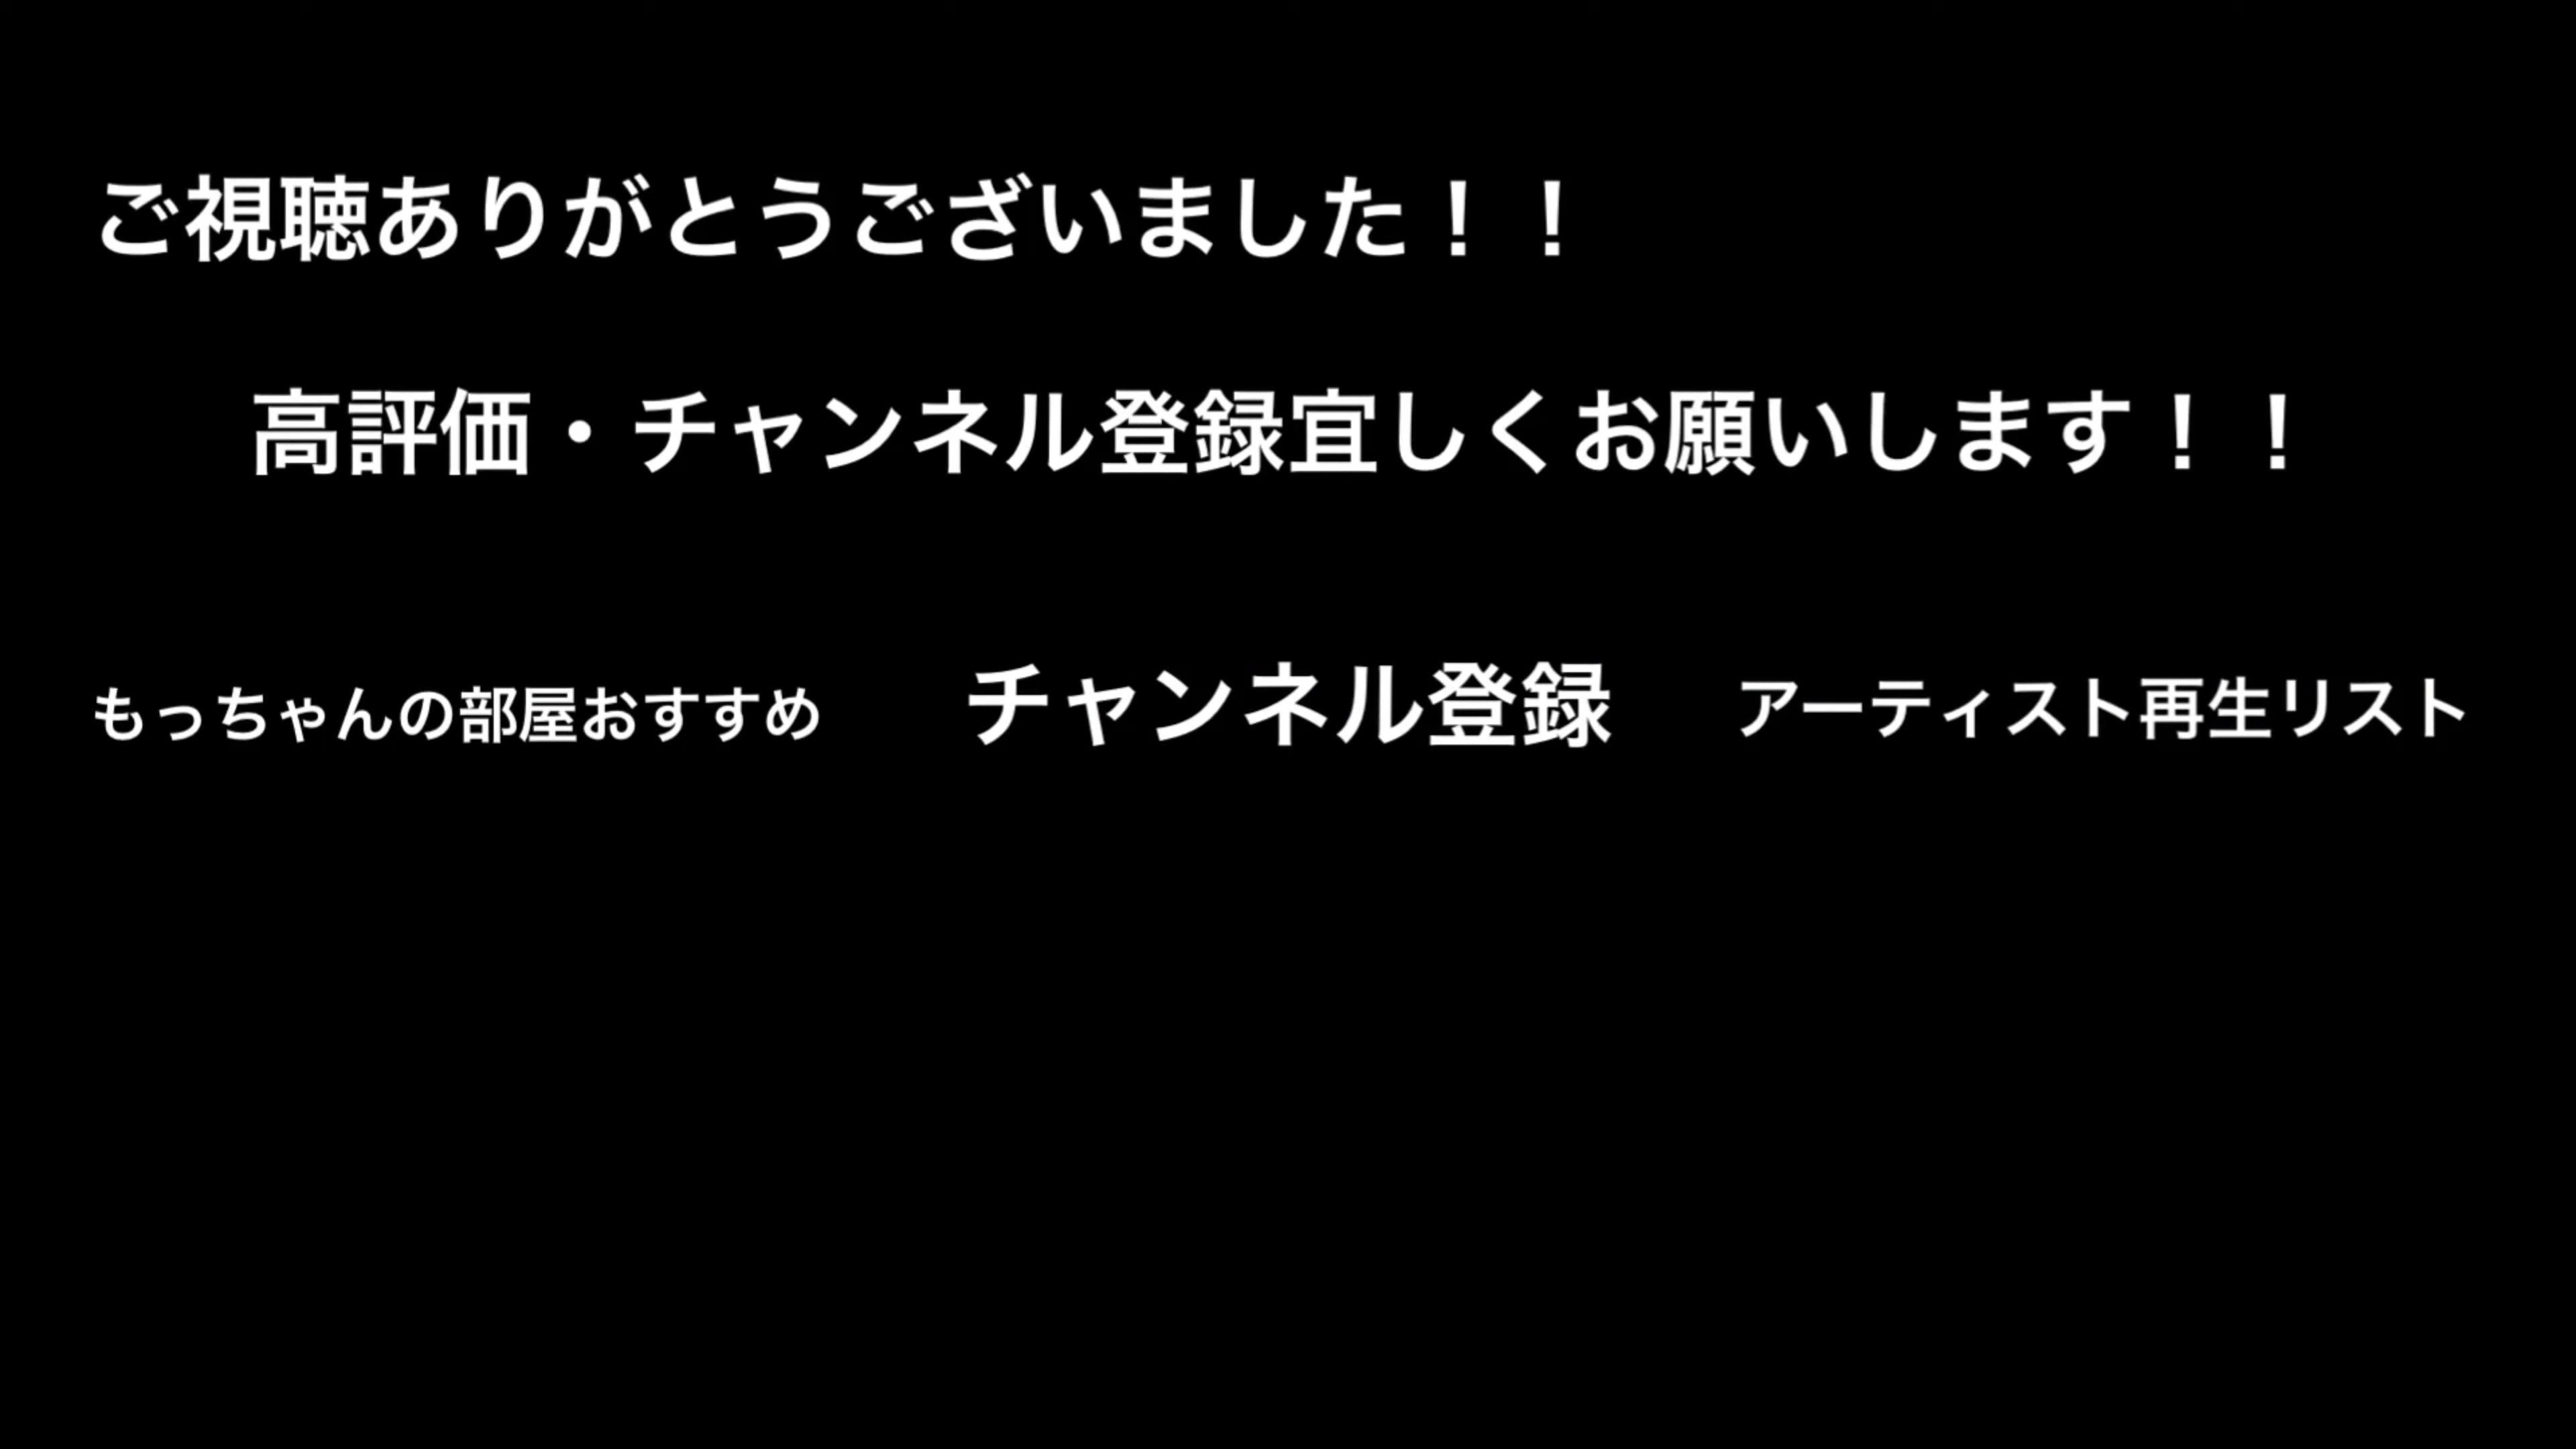 ご視聴ありがとうございました！！
高評価・チャンネル登録宜しくお願いします！！
もっちゃんの部屋おすすめ
チャンネル登録
アーティスト再生リスト